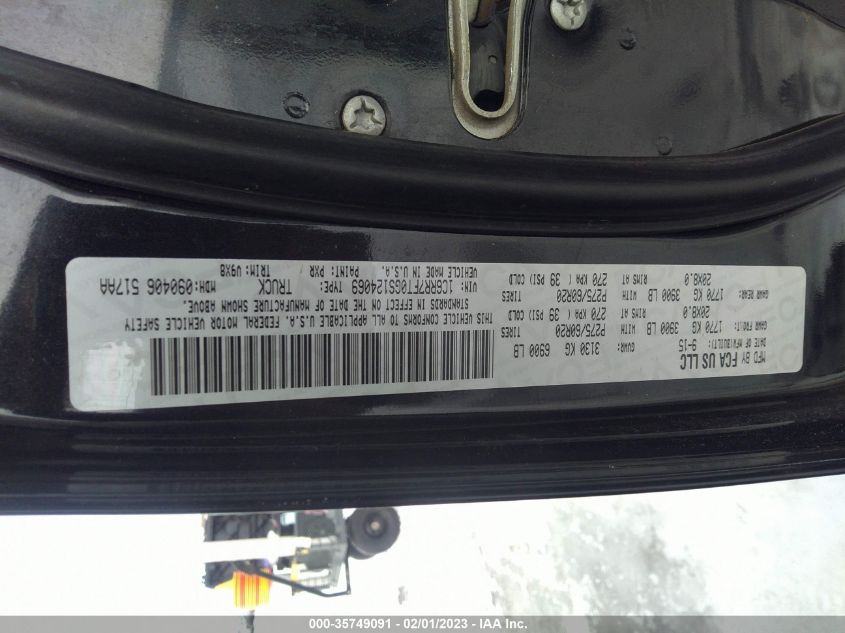 MFD BY FCA US LLC
DATE OF MFR(BUILT): 9-15 GVWR: 3130 KG 6900 LB
GAWR FRONT: 1770 KG 3900 LB WITH P275/60R20 TIRES
20X8.0 RIMS AT 270 KPA ( 39 PSI) COLD
GAWR REAR: 1770 KG 3900 LB WITH P275/60R20 TIRES
20X8.0 RIMS AT 270 KPA ( 39 PSI) COLD
THIS VEHICLE CONFORMS TO ALL APPLICABLE U.S.A. FEDERAL MOTOR VEHICLE SAFETY
STANDARDS IN EFFECT ON THE DATE OF MANUFACTURE SHOWN ABOVE.
VIN: 1C6RR7FT0GS124069 TYPE: TRUCK MDH:090406 517AA
VEHICLE MADE IN U.S.A. PAINT: PXR TRIM: V9X8
000-35749091 - 02/01/2023 - IAA Inc.